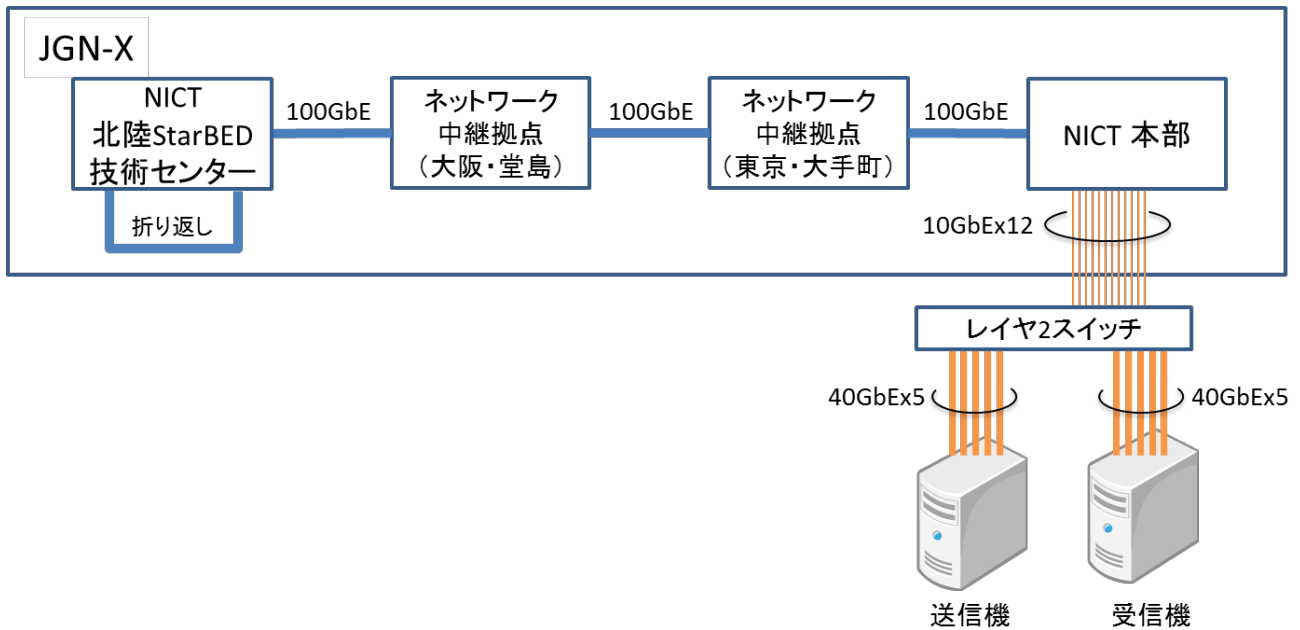 JGN-X
NICT
北陸StarBED
技術センター
折り返し
100GbE
ネットワーク
中継拠点
（大阪・堂島）
100GbE
ネットワーク
中継拠点
（東京・大手町）
100GbE
NICT 本部
10GbEx12
レイヤ2スイッチ
40GbEx5
40GbEx5
送信機
受信機